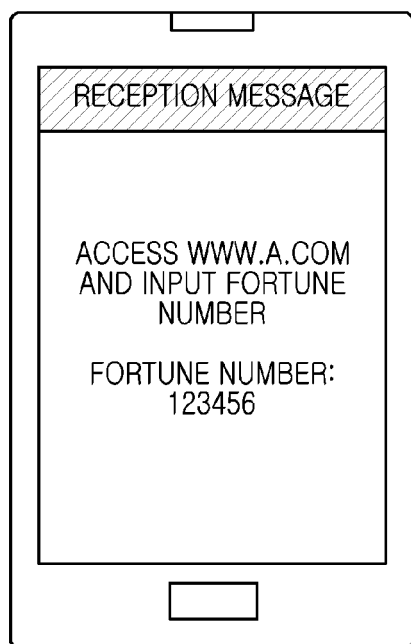 RECEPTION MESSAGE
ACCESS WWW.A.COM
AND INPUT FORTUNE
NUMBER
FORTUNE NUMBER:
123456